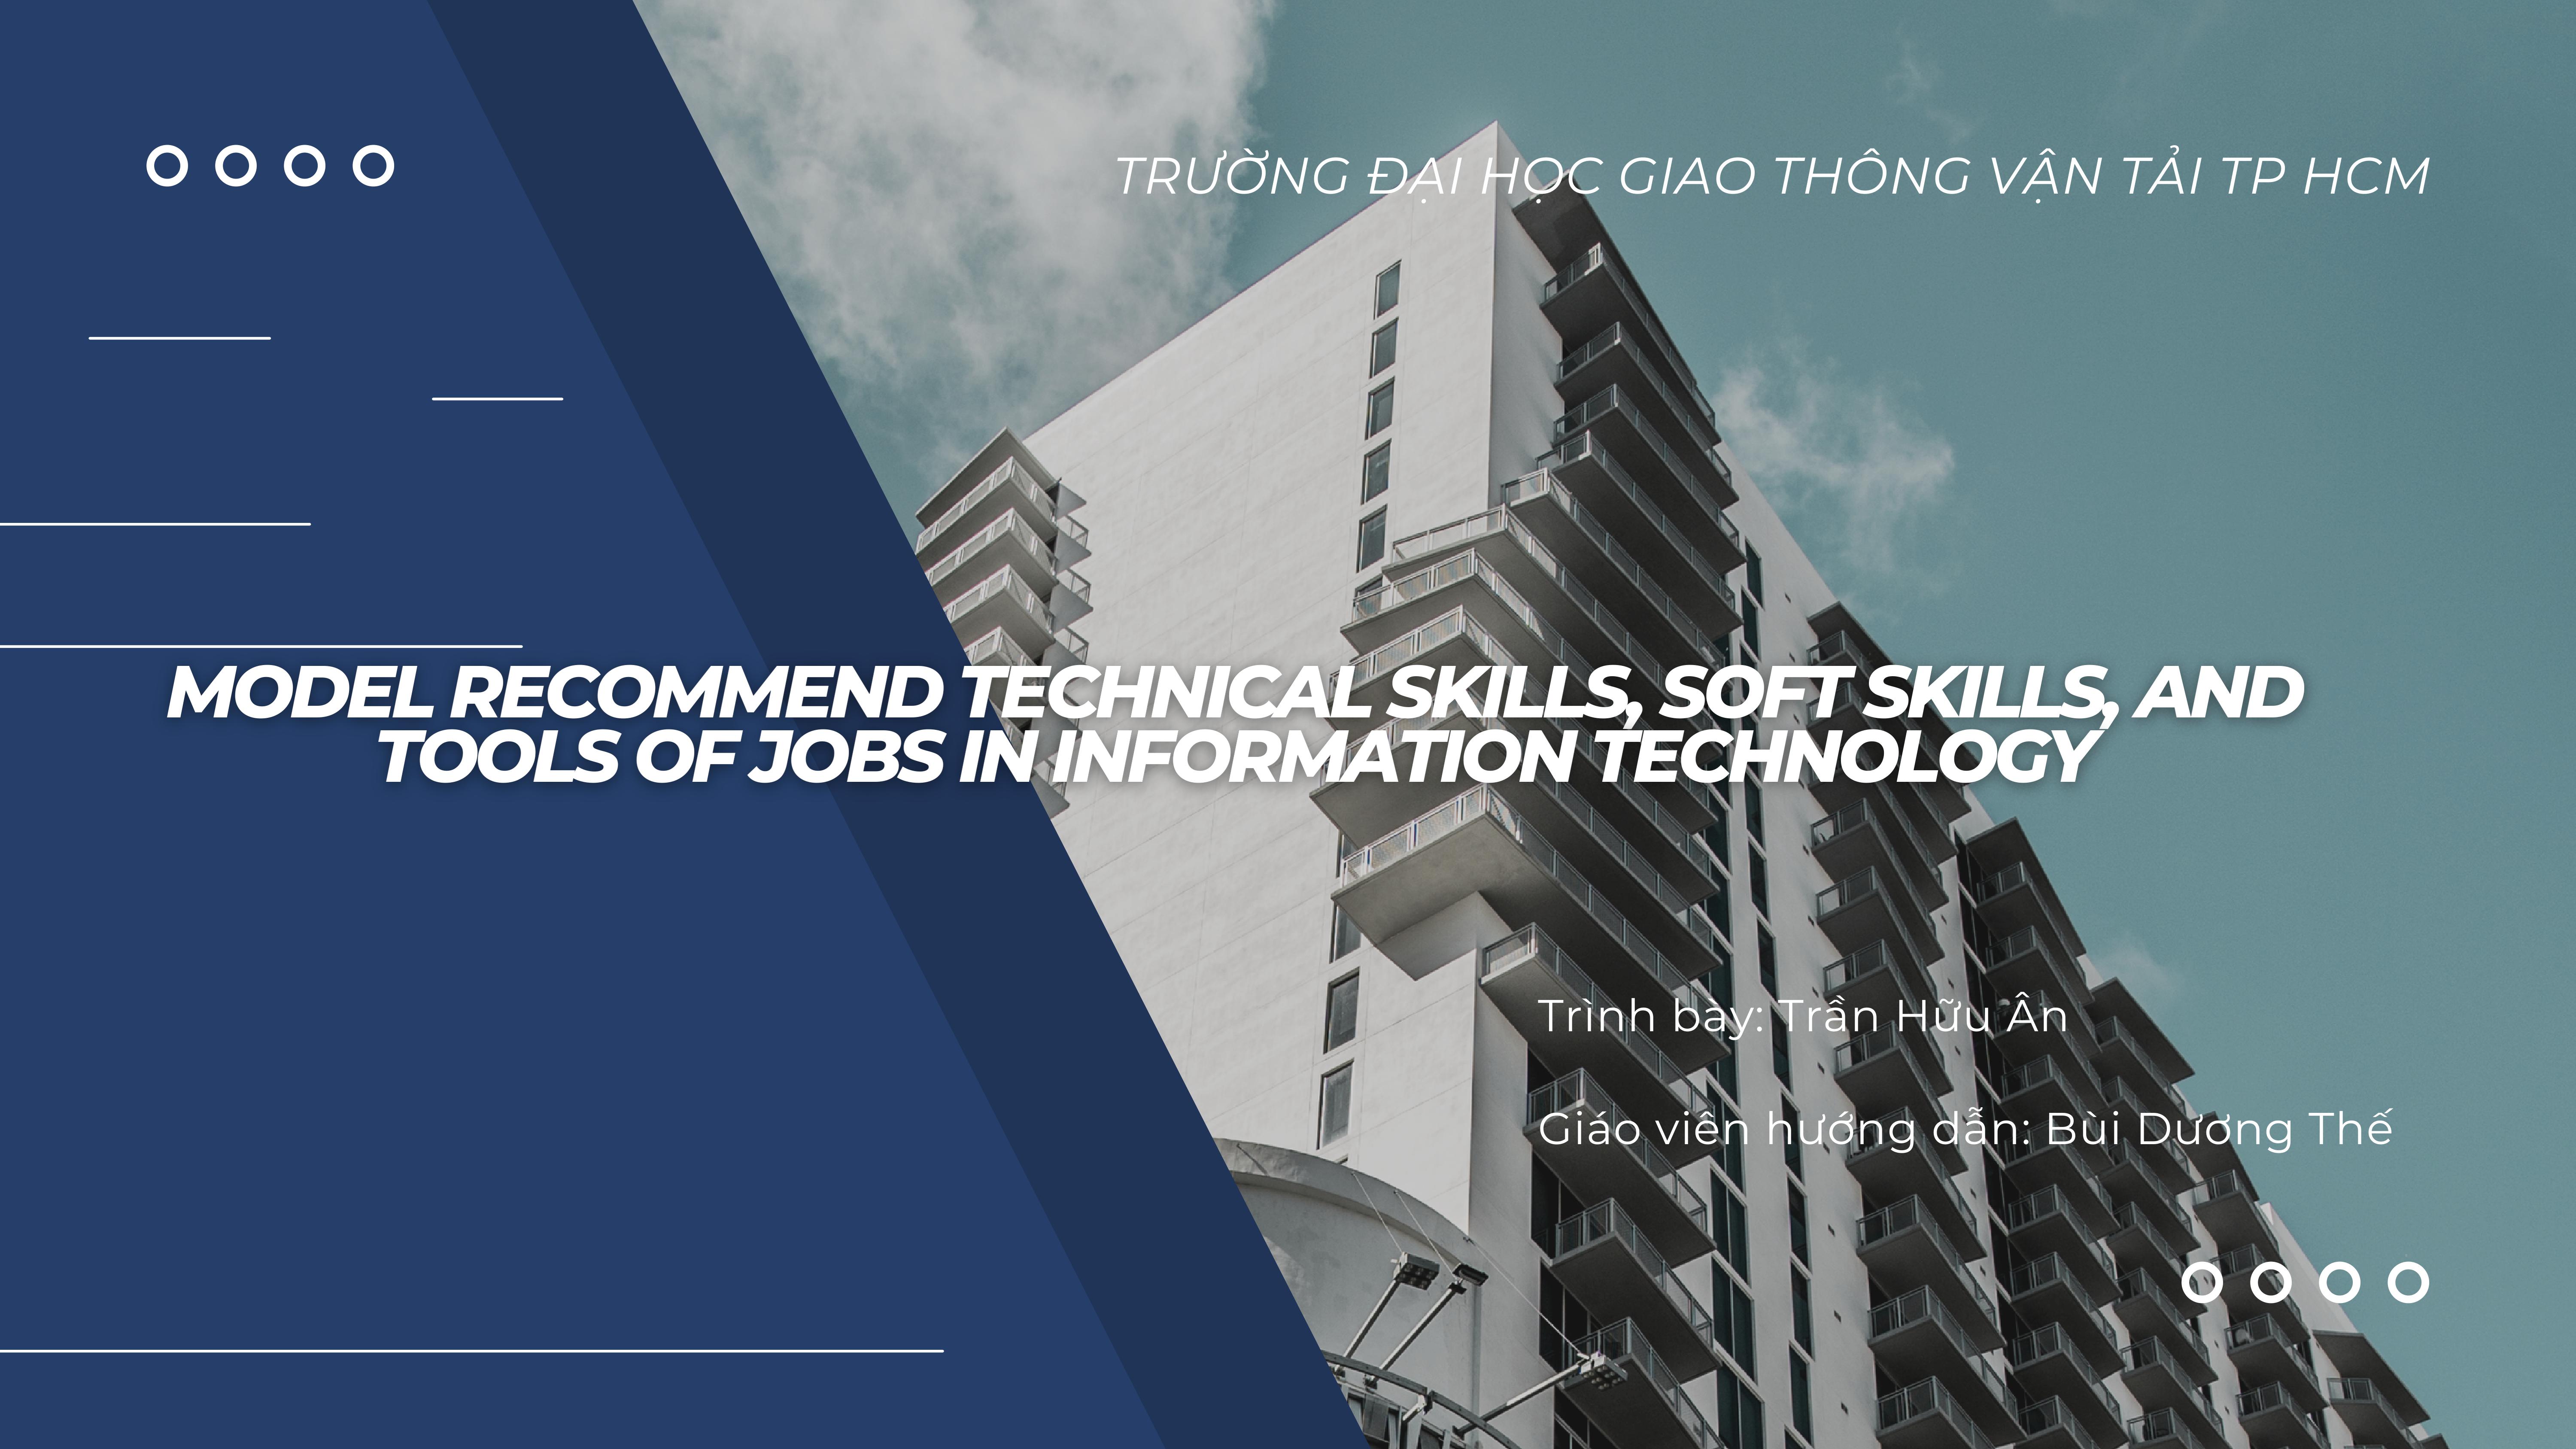 TRƯỜNG ĐẠI HỌC GIAO THÔNG VẬN TẢI TP HCM
MODEL RECOMMEND TECHNICAL SKILLS, SOFT SKILLS, AND
TOOLS OF JOBS IN INFORMATION TECHNOLOGY
Trình bày: Trần Hữu Ân
Giáo viên hướng dẫn: Bùi Dương Thế